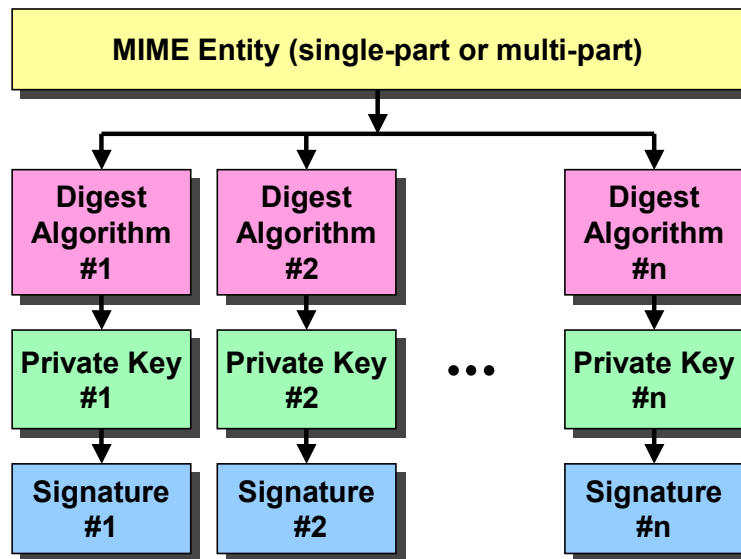 MIME Entity (single-part or multi-part)
Digest
Algorithm
#1
Digest
Algorithm
#2
Digest
Algorithm
#n
Private Key
#1
Private Key
#2
•••
Private Key
#n
Signature
#1
Signature
#2
Signature
#n